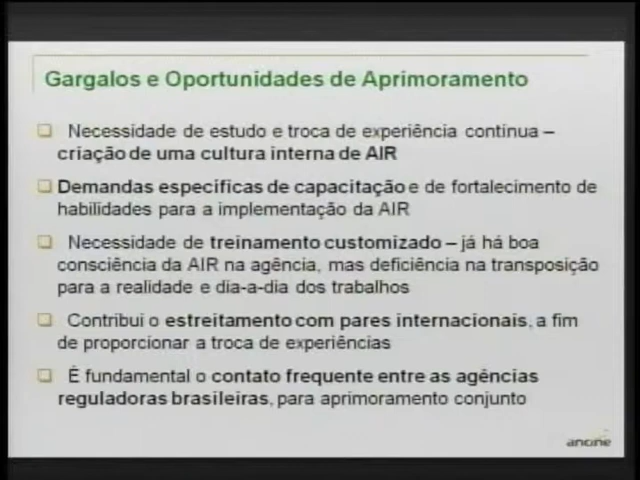 Gargalos e Oportunidades de Aprimoramento
Necessidade de estudo e troca de experiência contínua –
criação de uma cultura interna de AIR
Demandas específicas de capacitação e de fortalecimento de
habilidades para a implementação da AIR
Necessidade de treinamento customizado – já há boa
consciência da AIR na agência, mas deficiência na transposição
para a realidade e dia-a-dia dos trabalhos
Contribui o estreitamento com pares internacionais, a fim
de proporcionar a troca de experiências
É fundamental o contato frequente entre as agências
reguladoras brasileiras, para aprimoramento conjunto
ancine